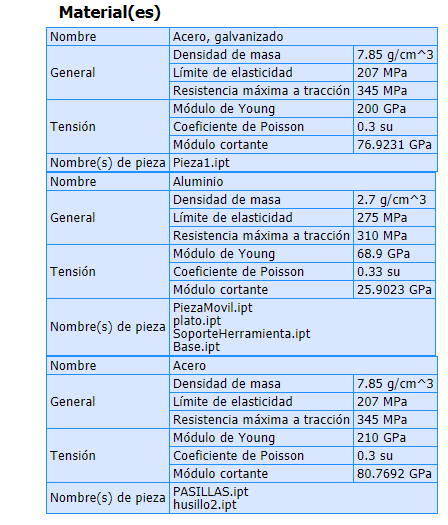 Material(es)
Nombre Acero, galvanizado
General Densidad de masa 7.85 g/cm^3
Límite de elasticidad 207 MPa
Resistencia máxima a tracción 345 MPa
Tensión Módulo de Young 200 GPa
Coeficiente de Poisson 0.3 su
Módulo cortante 76.9231 GPa
Nombre(s) de pieza Pieza1.ipt
Nombre Aluminio
General Densidad de masa 2.7 g/cm^3
Límite de elasticidad 275 MPa
Resistencia máxima a tracción 310 MPa
Tensión Módulo de Young 68.9 GPa
Coeficiente de Poisson 0.33 su
Módulo cortante 25.9023 GPa
Nombre(s) de pieza PiezaMovil.ipt
plato.ipt
SoporteHerramienta.ipt
Base.ipt
Nombre Acero
General Densidad de masa 7.85 g/cm^3
Límite de elasticidad 207 MPa
Resistencia máxima a tracción 345 MPa
Tensión Módulo de Young 210 GPa
Coeficiente de Poisson 0.3 su
Módulo cortante 80.7692 GPa
Nombre(s) de pieza PASILLAS.ipt
husillo2.ipt